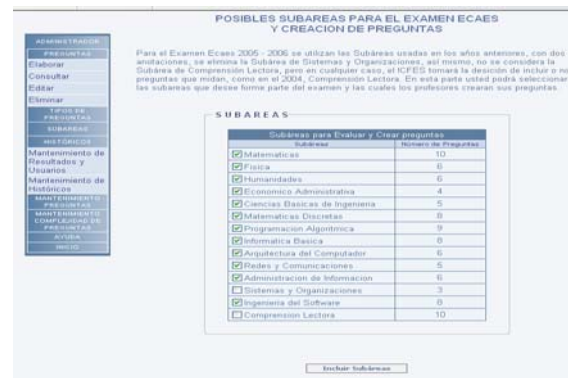 POSIBLES SUBAREAS PARA EL EXAMEN ECAES
Y CREACION DE PREGUNTAS
ADMINISTRADOR
PREGUNTAS
Elaborar
Consultar
Editar
Eliminar
TIPOS DE
PREGUNTAS
SUBAREAS
HISTÓRICOS
Mantenimiento de
Resultados y
Usuarios
Mantenimiento de
Históricos
MANTENIMIENTO
PREGUNTAS
MANTENIMIENTO
COMPLEJIDAD DE
PREGUNTAS
AYUDA
INICIO
Para el Examen Ecaes 2005 - 2006 se utilizan las Subáreas usadas en los años anteriores, con dos
anotaciones, se elimina la Subárea de Sistemas y Organizaciones, así mismo, no se considera la
Subárea de Comprensión Lectora, pero en cualquier caso, el ICFES tomará la desición de incluir o no
preguntas que midan, como en el 2004, Comprensión Lectora. En esta parte usted podrá seleccionar
las subareas que desee forme parte del examen y las cuales los profesores crearan sus preguntas.
SUBAREAS
Subáreas para Evaluar y Crear preguntas
Subáreas Número de Preguntas
Matematicas 10
Fisica 6
Humanidades 6
Economico Administrativa 4
Ciencias Basicas de Ingenieria 5
Matematicas Discretas 8
Programacion Algoritmica 9
Informatica Basica 8
Arquitectura del Computador 6
Redes y Comunicaciones 5
Administracion de Informacion 6
Sistemas y Organizaciones 3
Ingenieria del Software 8
Comprension Lectora 10
Incluir Subáreas